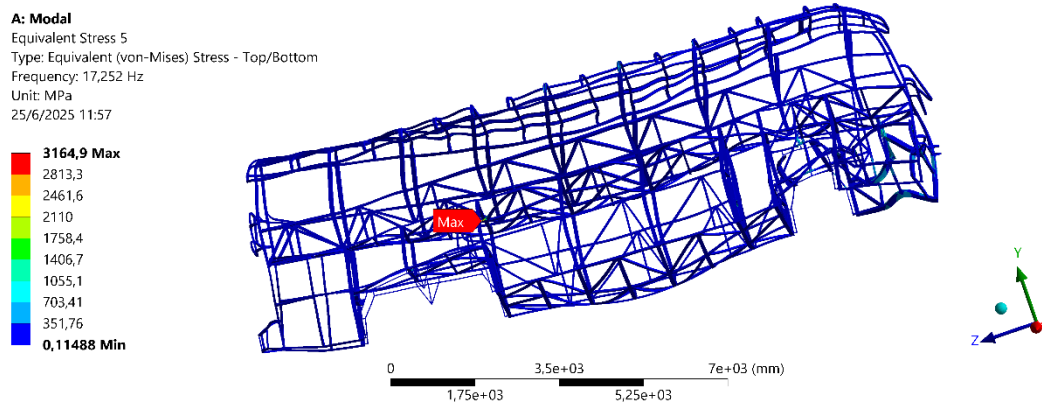 A: Modal
Equivalent Stress 5
Type: Equivalent (von-Mises) Stress - Top/Bottom
Frequency: 17,252 Hz
Unit: MPa
25/6/2025 11:57
3164,9 Max
2813,3
2461,6
2110
1758,4
1406,7
1055,1
703,41
351,76
0,11488 Min
Max
Y
Z
0
3,5e+03
7e+03 (mm)
1,75e+03
5,25e+03